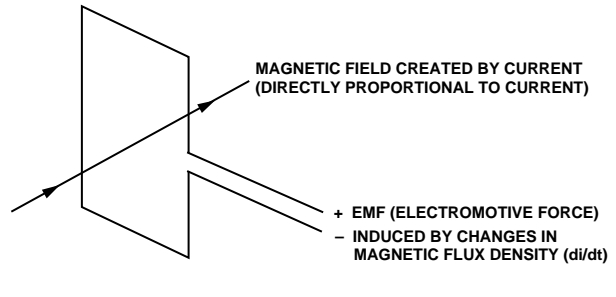 MAGNETIC FIELD CREATED BY CURRENT
(DIRECTLY PROPORTIONAL TO CURRENT)
+ EMF (ELECTROMOTIVE FORCE)
– INDUCED BY CHANGES IN
MAGNETIC FLUX DENSITY (di/dt)